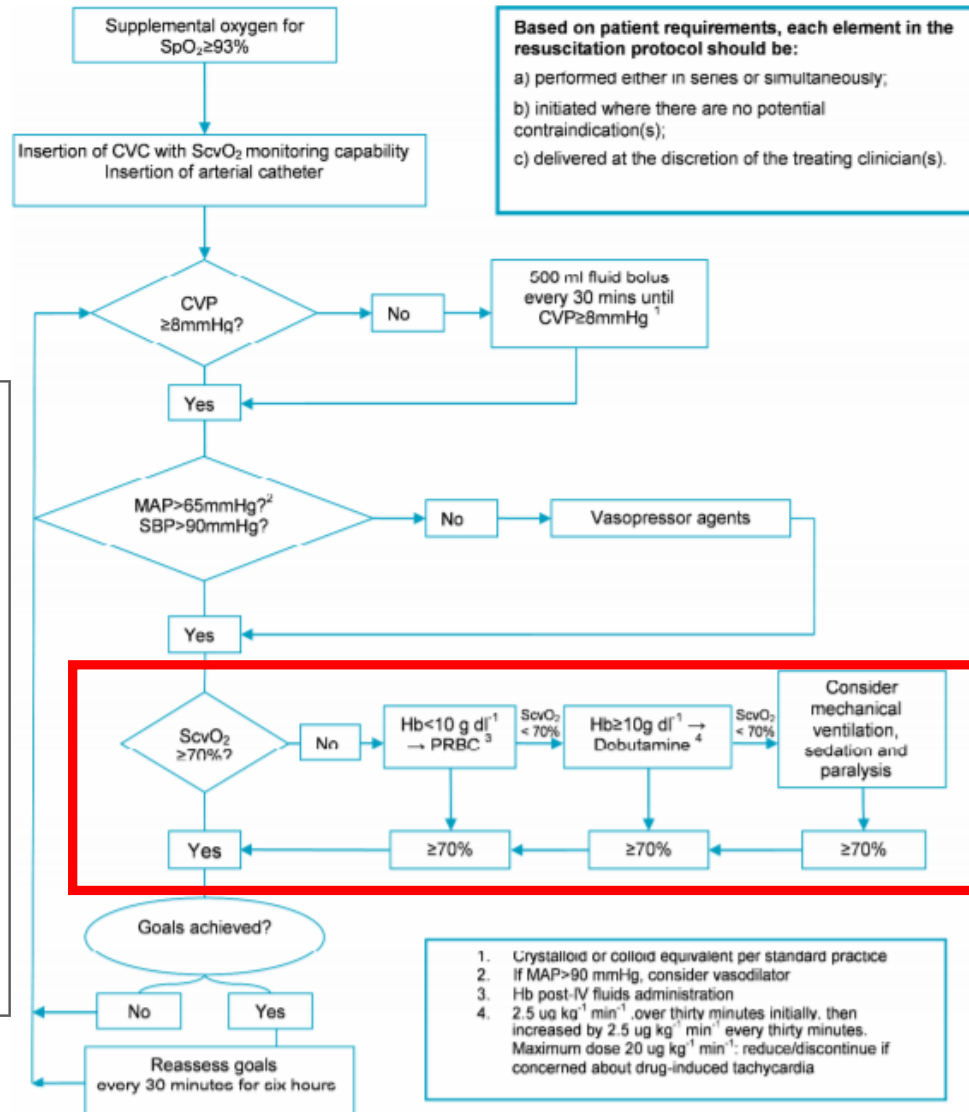 Supplemental oxygen for
SpO₂≥93%
Based on patient requirements, each element in the
resuscitation protocol should be:
a) performed either in series or simultaneously;
b) initiated where there are no potential
contraindication(s);
c) delivered at the discretion of the treating clinician(s).
Insertion of CVC with ScvO₂ monitoring capability
Insertion of arterial catheter
CVP
≥8mmHg?
No
500 ml fluid bolus
every 30 mins until
CVP≥8mmHg ¹
Yes
MAP>65mmHg?²
SBP>90mmHg?
No
Vasopressor agents
Yes
ScvO₂
≥70%?
No
Hb<10 g dl⁻¹
→ PRBC ³
ScvO₂
< 70%
Hb≥10g dl⁻¹ →
Dobutamine ⁴
ScvO₂
< 70%
Consider
mechanical
ventilation,
sedation and
paralysis
Yes
≥70%
≥70%
≥70%
Goals achieved?
No
Yes
Reassess goals
every 30 minutes for six hours
1. Crystalloid or colloid equivalent per standard practice
2. If MAP>90 mmHg, consider vasodilator
3. Hb post-IV fluids administration
4. 2.5 ug kg⁻¹ min⁻¹ ,over thirty minutes initially, then
increased by 2.5 ug kg⁻¹ min⁻¹ every thirty minutes.
Maximum dose 20 ug kg⁻¹ min⁻¹: reduce/discontinue if
concerned about drug-induced tachycardia